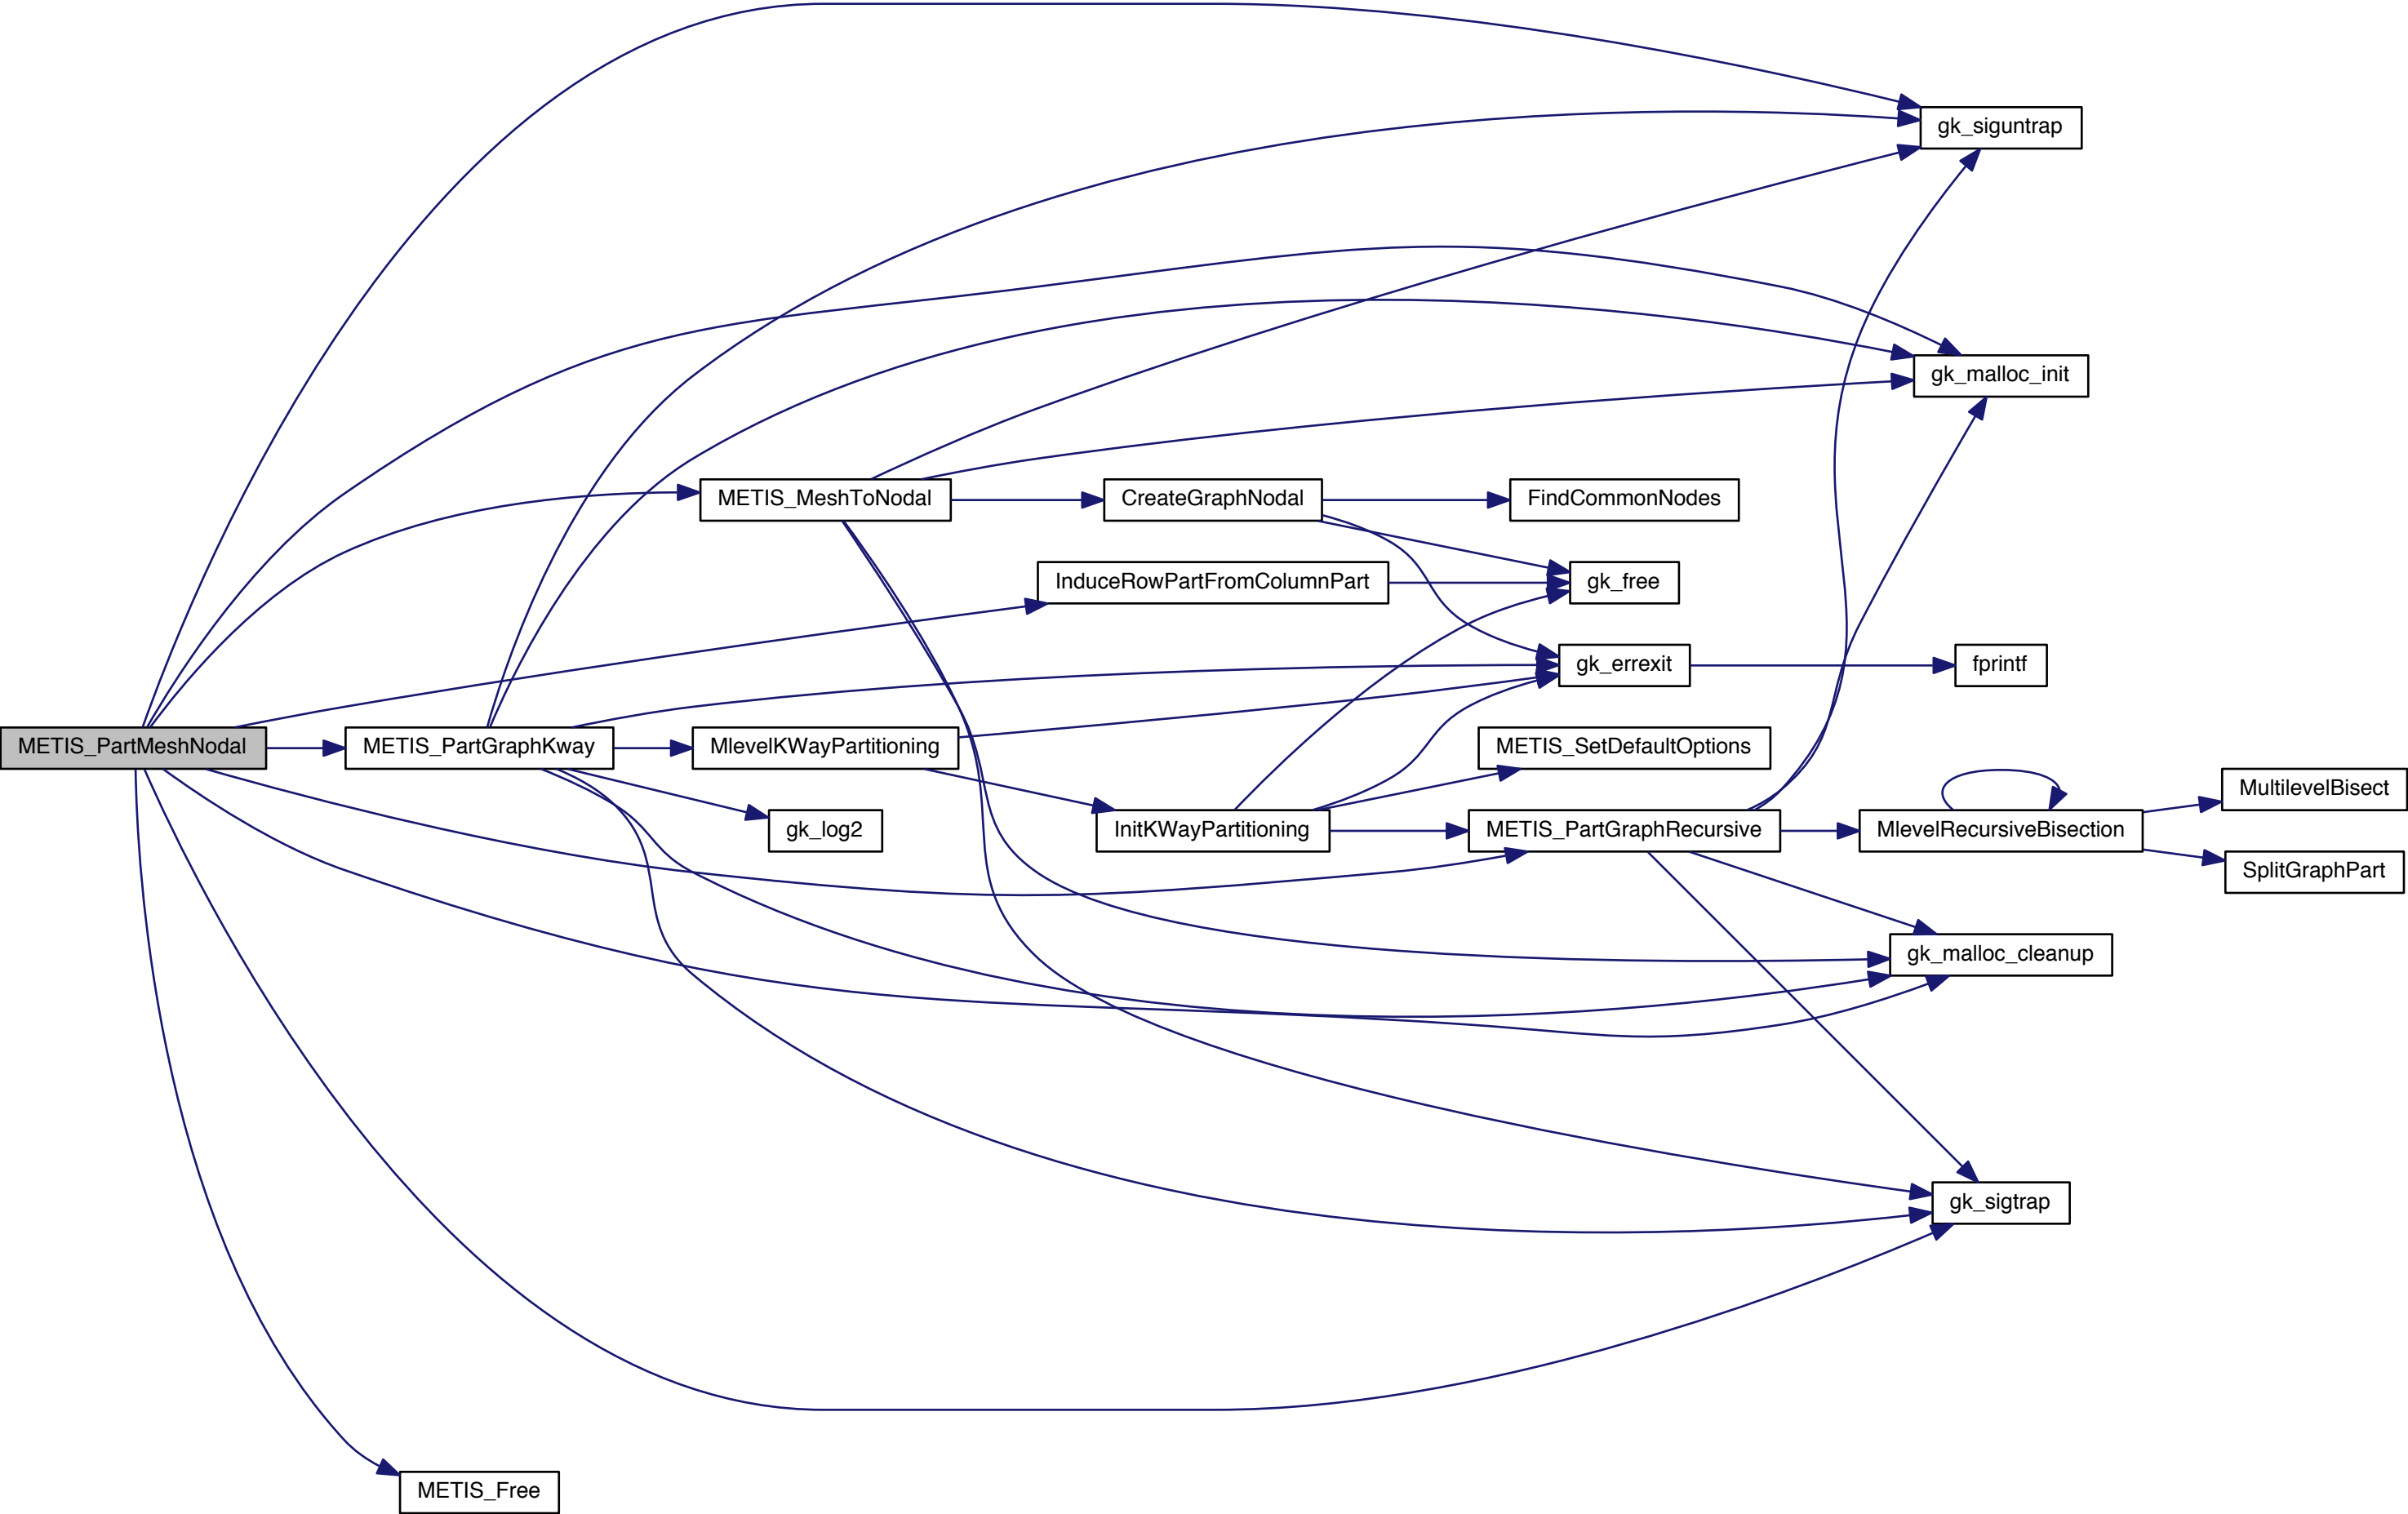 gk_siguntrap
gk_malloc_init
METIS_MeshToNodal
CreateGraphNodal
FindCommonNodes
InduceRowPartFromColumnPart
gk_free
gk_errexit
fprintf
METIS_PartMeshNodal
METIS_PartGraphKway
MlevelKWayPartitioning
METIS_SetDefaultOptions
MultilevelBisect
gk_log2
InitKWayPartitioning
METIS_PartGraphRecursive
MlevelRecursiveBisection
SplitGraphPart
gk_malloc_cleanup
gk_sigtrap
METIS_Free